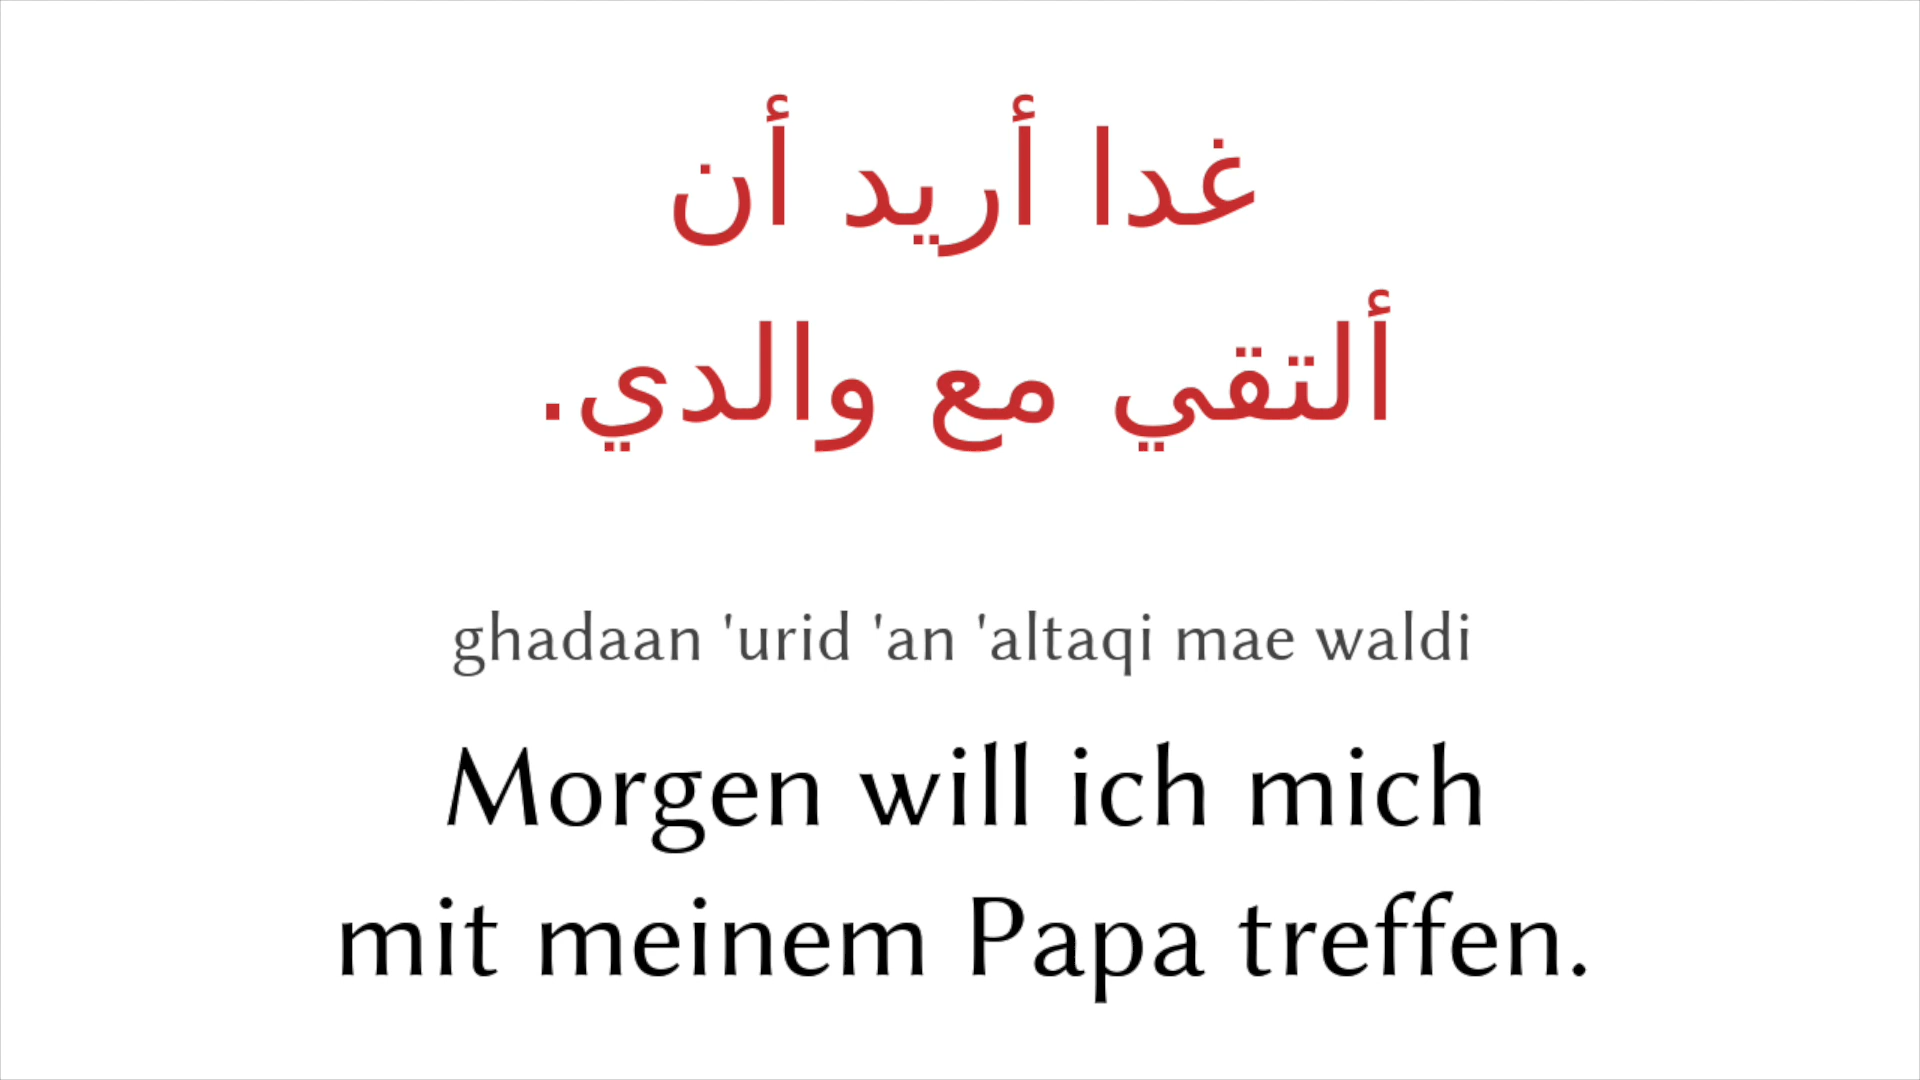 غدا أريد أن
ألتقي مع والدي.
ghadaan 'urid 'an 'altaqi mae waldi
Morgen will ich mich
mit meinem Papa treffen.